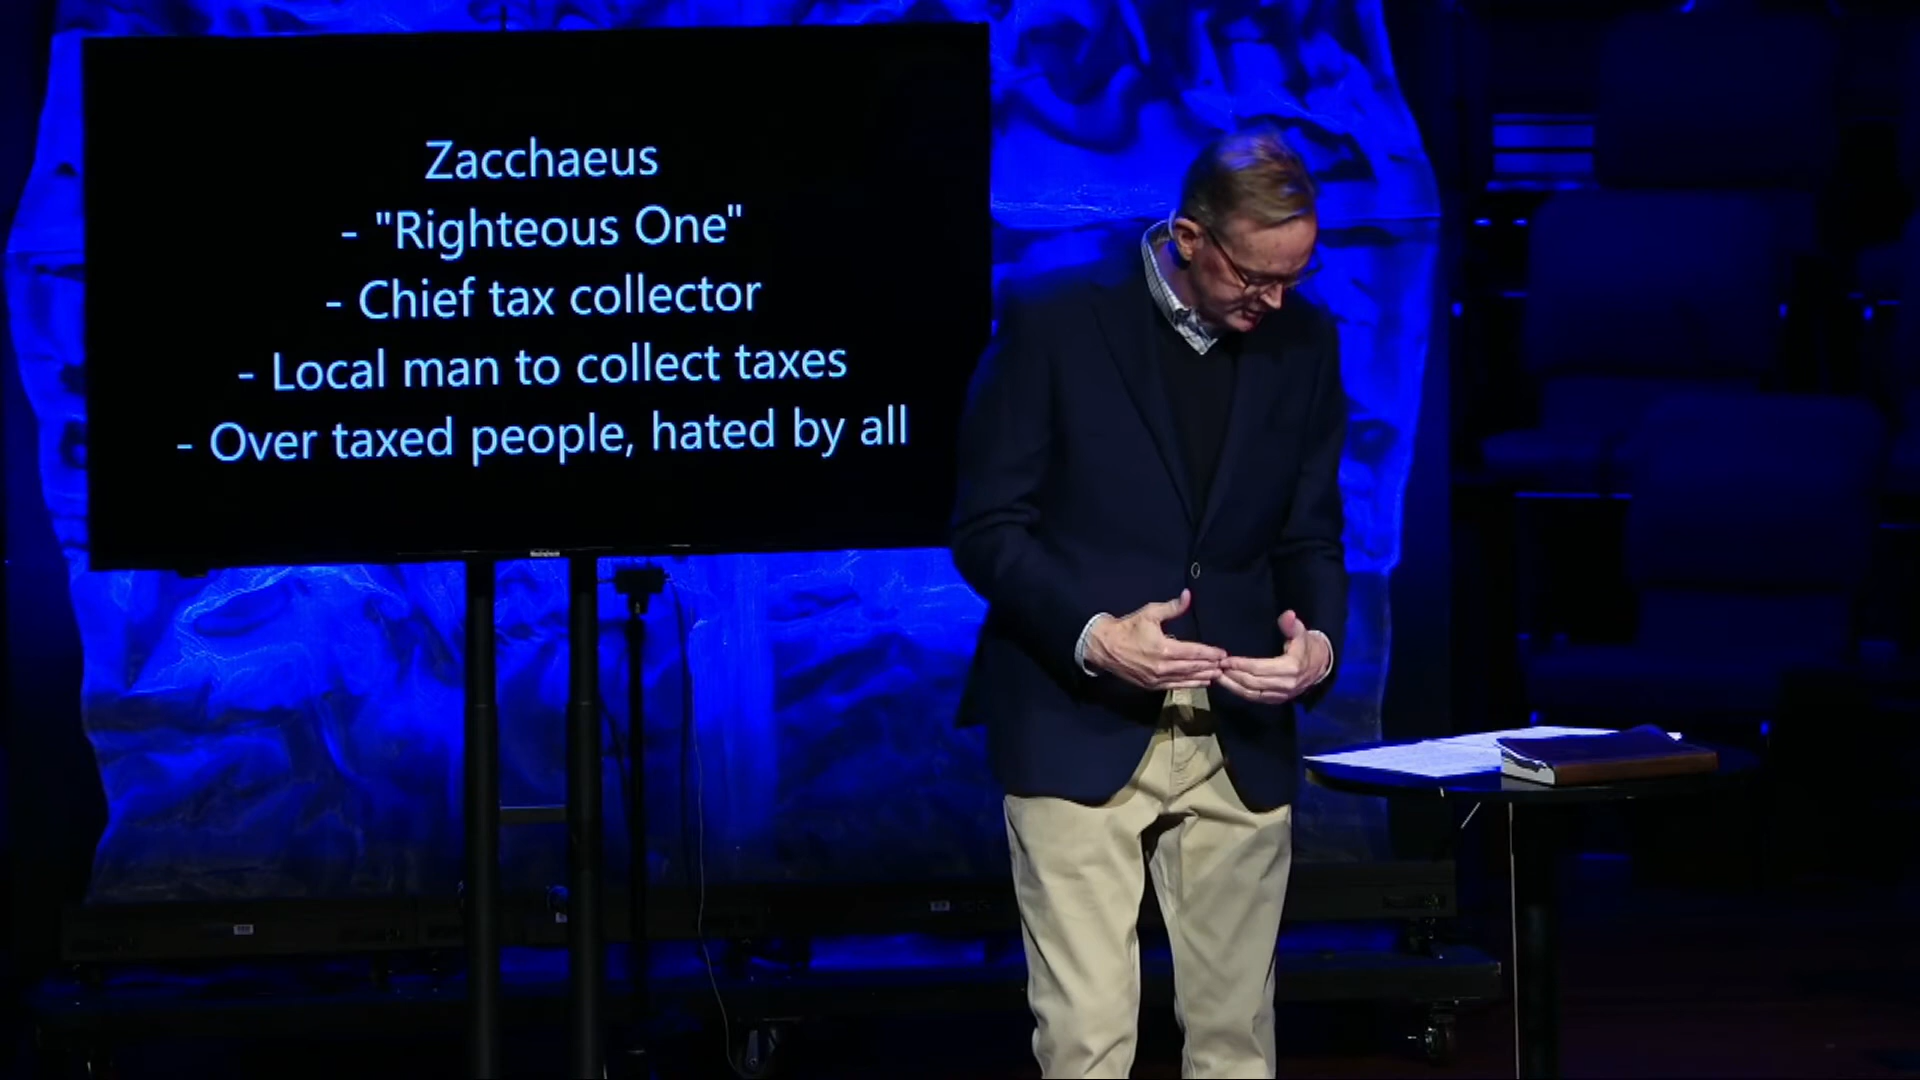 Zacchaeus
- "Righteous One"
- Chief tax collector
- Local man to collect taxes
- Over taxed people, hated by all